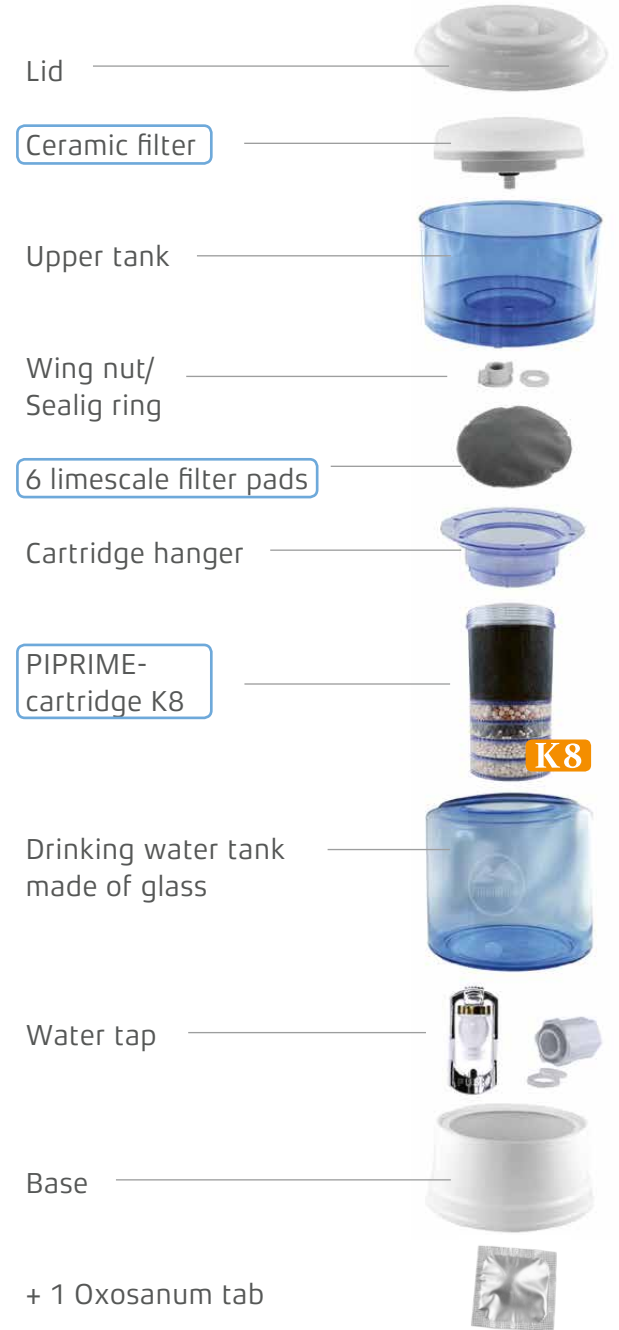 Lid
Ceramic filter
Upper tank
Wing nut/
Sealig ring
6 limescale filter pads
Cartridge hanger
PIPRIME-
cartridge K8
K8
Drinking water tank
made of glass
Water tap
PUSH
Base
+ 1 Oxosanum tab